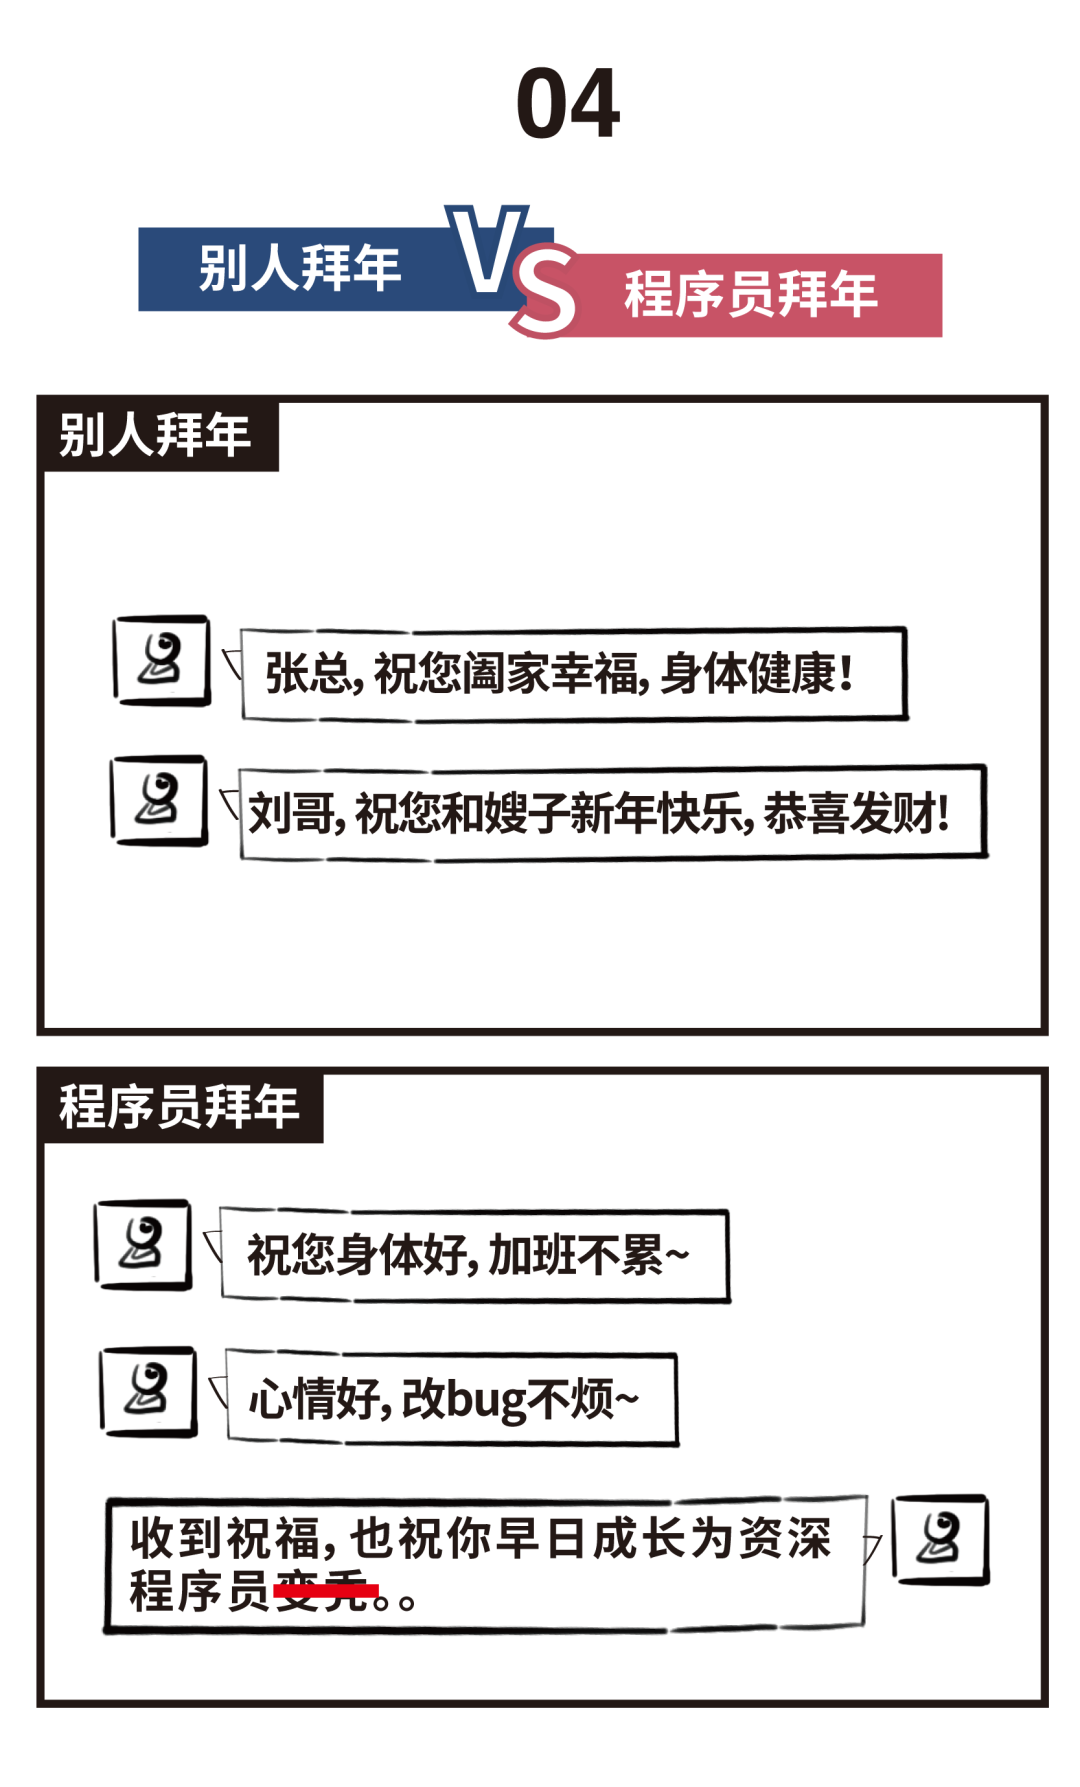 04
别人拜年
VS
程序员拜年
别人拜年
张总，祝您阖家幸福，身体健康！
刘哥，祝您和嫂子新年快乐，恭喜发财！
程序员拜年
祝您身体好，加班不累~
心情好，改bug不烦~
收到祝福，也祝你早日成长为资深
程序员变秃。。